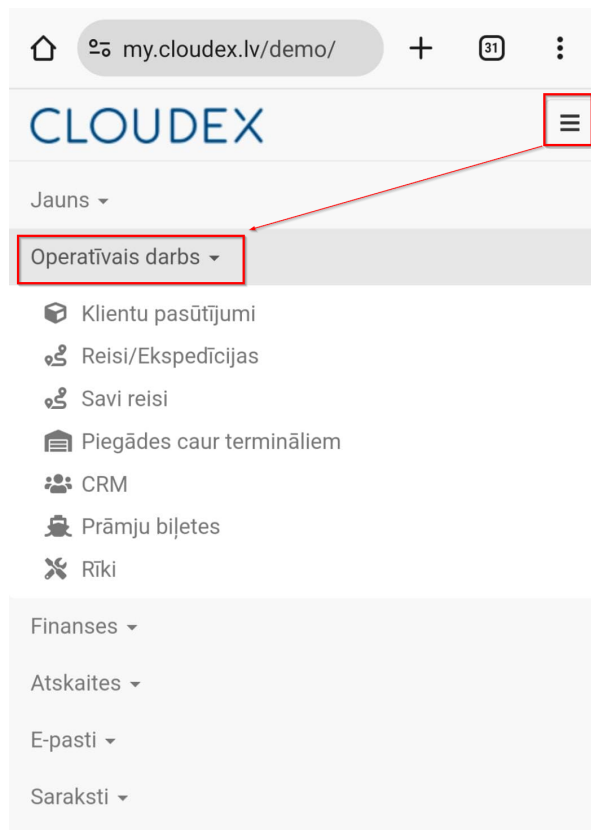 my.cloudex.lv/demo/
31
CLOUDEX
Jauns
Operatīvais darbs
Klientu pasūtījumi
Reisi/Ekspedīcijas
Savi reisi
Piegādes caur termināliem
CRM
Prāmju biļetes
Rīki
Finanses
Atskaites
E-pasti
Saraksti